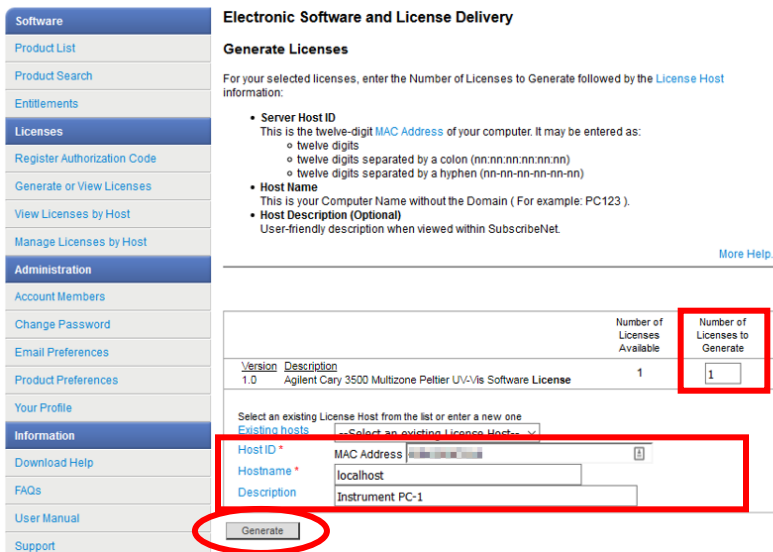 Software
Product List
Product Search
Entitlements
Licenses
Register Authorization Code
Generate or View Licenses
View Licenses by Host
Manage Licenses by Host
Administration
Account Members
Change Password
Email Preferences
Product Preferences
Your Profile
Information
Download Help
FAQs
User Manual
Support
Electronic Software and License Delivery
Generate Licenses
For your selected licenses, enter the Number of Licenses to Generate followed by the License Host
information:
• Server Host ID
This is the twelve-digit MAC Address of your computer. It may be entered as:
o twelve digits
o twelve digits separated by a colon (nn:nn:nn:nn:nn:nn)
o twelve digits separated by a hyphen (nn-nn-nn-nn-nn-nn)
• Host Name
This is your Computer Name without the Domain ( For example: PC123 ).
• Host Description (Optional)
User-friendly description when viewed within SubscribeNet.
More Help.
Number of
Licenses
Available
Number of
Licenses to
Generate
Version Description
1.0 Agilent Cary 3500 Multizone Peltier UV-Vis Software License 1 1
Select an existing License Host from the list or enter a new one
Existing hosts --Select an existing License Host--
Host ID * MAC Address
Hostname * localhost
Description Instrument PC-1
Generate